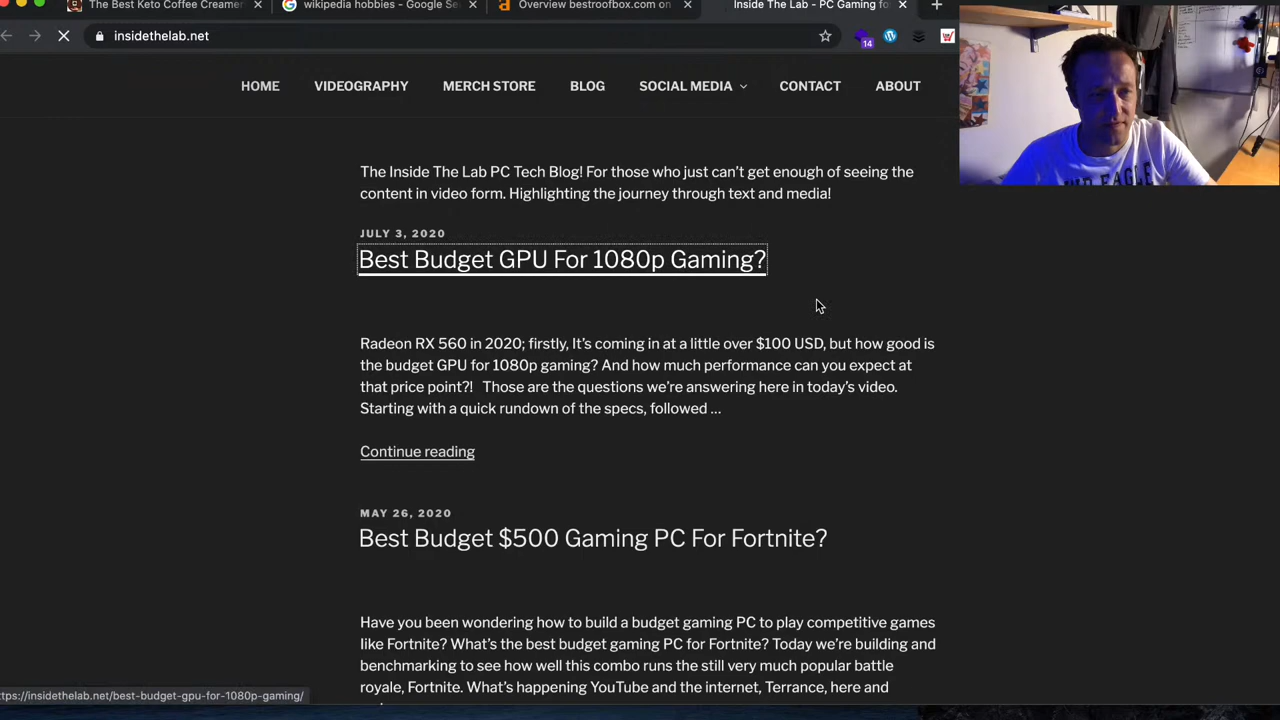 The Best Keto Coffee Creamer
wikipedia hobbies - Google Se
Overview bestroofbox.com on
Inside The Lab - PC Gaming fo
insidethelab.net
14
HOME VIDEOGRAPHY MERCH STORE BLOG SOCIAL MEDIA CONTACT ABOUT
The Inside The Lab PC Tech Blog! For those who just can't get enough of seeing the
content in video form. Highlighting the journey through text and media!
JULY 3, 2020
Best Budget GPU For 1080p Gaming?
Radeon RX 560 in 2020; firstly, It's coming in at a little over $100 USD, but how good is
the budget GPU for 1080p gaming? And how much performance can you expect at
that price point?! Those are the questions we're answering here in today's video.
Starting with a quick rundown of the specs, followed …
Continue reading
MAY 26, 2020
Best Budget $500 Gaming PC For Fortnite?
Have you been wondering how to build a budget gaming PC to play competitive games
like Fortnite? What's the best budget gaming PC for Fortnite? Today we're building and
benchmarking to see how well this combo runs the still very much popular battle
royale, Fortnite. What's happening YouTube and the internet, Terrance, here and
ttps://insidethelab.net/best-budget-gpu-for-1080p-gaming/